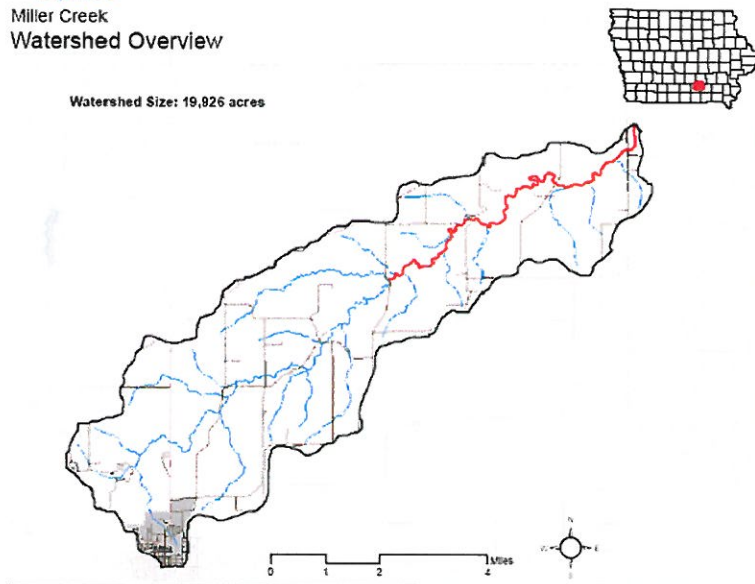 Miller Creek
Watershed Overview
Watershed Size: 19,926 acres
N
W E
S
Miles
0 1 2 4